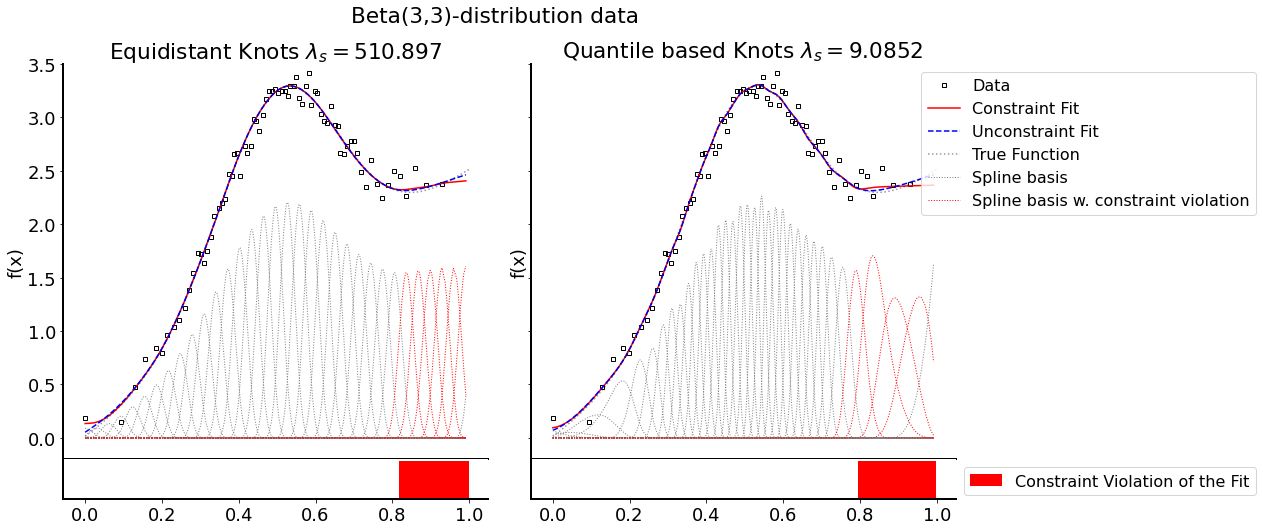 Beta(3,3)-distribution data
Equidistant Knots λ_s = 510.897
Quantile based Knots λ_s = 9.0852
f(x)
3.5
3.0
2.5
2.0
1.5
1.0
0.5
0.0
f(x)
Data
Constraint Fit
Unconstraint Fit
True Function
Spline basis
Spline basis w. constraint violation
Constraint Violation of the Fit
0.0 0.2 0.4 0.6 0.8 1.0
0.0 0.2 0.4 0.6 0.8 1.0